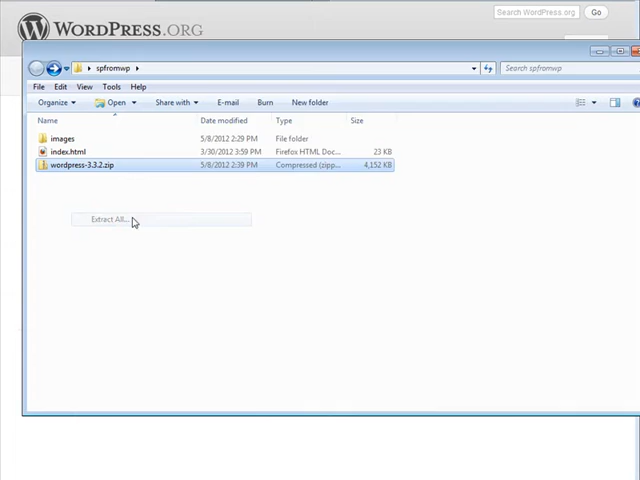 WORDPRESS.ORG
Search WordPress.org Go
spfromwp Search spfromwp
File Edit View Tools Help
Organize Open Share with E-mail Burn New folder
Name Date modified Type Size
images 5/8/2012 2:29 PM File folder
index.html 3/30/2012 3:59 PM Firefox HTML Doc... 23 KB
wordpress-3.3.2.zip 5/8/2012 2:39 PM Compressed (zipp... 4,152 KB
Extract All...